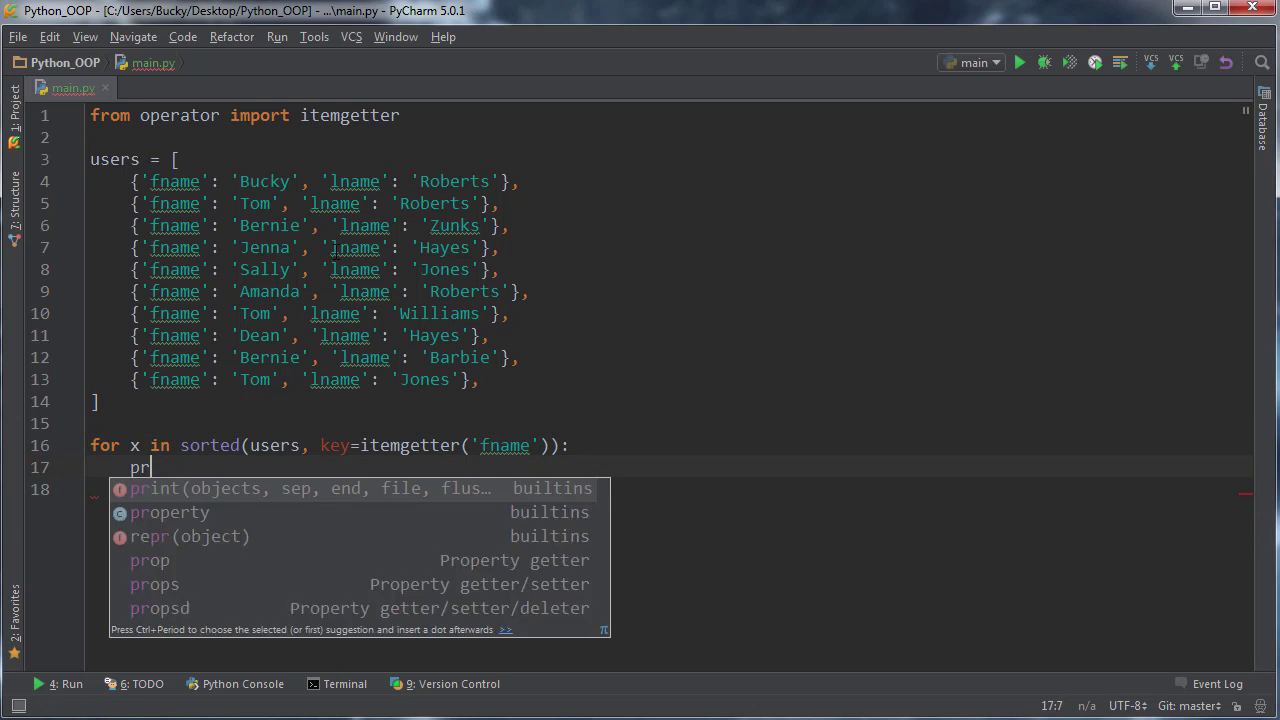 Python_OOP - [C:/Users/Bucky/Desktop/Python_OOP] - ...\main.py - PyCharm 5.0.1
File Edit View Navigate Code Refactor Run Tools VCS Window Help
Python_OOP main.py main VCS VCS
main.py
1: Project
7: Structure
2: Favorites
Database
1 from operator import itemgetter
2
3 users = [
4 {'fname': 'Bucky', 'lname': 'Roberts'},
5 {'fname': 'Tom', 'lname': 'Roberts'},
6 {'fname': 'Bernie', 'lname': 'Zunks'},
7 {'fname': 'Jenna', 'lname': 'Hayes'},
8 {'fname': 'Sally', 'lname': 'Jones'},
9 {'fname': 'Amanda', 'lname': 'Roberts'},
10 {'fname': 'Tom', 'lname': 'Williams'},
11 {'fname': 'Dean', 'lname': 'Hayes'},
12 {'fname': 'Bernie', 'lname': 'Barbie'},
13 {'fname': 'Tom', 'lname': 'Jones'},
14 ]
15
16 for x in sorted(users, key=itemgetter('fname')):
17 pr
18
print(objects, sep, end, file, flus... builtins
property builtins
repr(object) builtins
prop Property getter
props Property getter/setter
propsd Property getter/setter/deleter
Press Ctrl+Period to choose the selected (or first) suggestion and insert a dot afterwards >> π
4: Run 6: TODO Python Console Terminal 9: Version Control Event Log
17:7 n/a UTF-8 Git: master